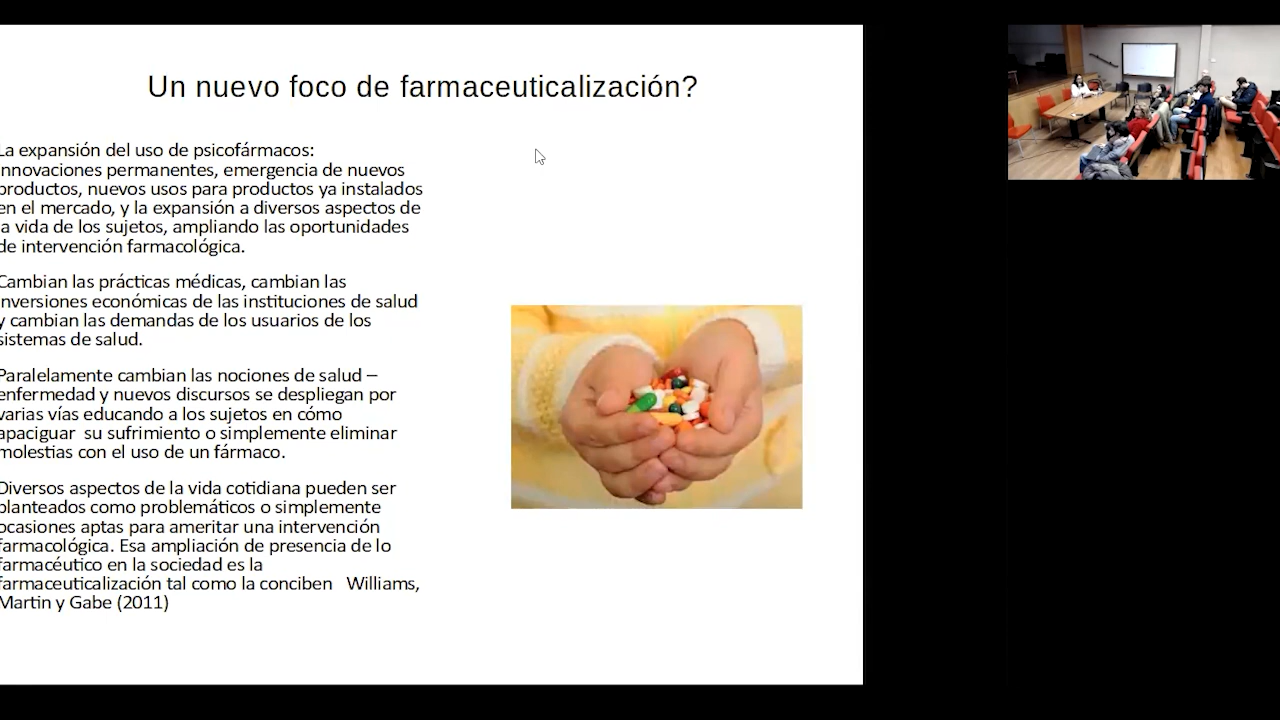 Un nuevo foco de farmaceuticalización?
La expansión del uso de psicofármacos:
innovaciones permanentes, emergencia de nuevos
productos, nuevos usos para productos ya instalados
en el mercado, y la expansión a diversos aspectos de
la vida de los sujetos, ampliando las oportunidades
de intervención farmacológica.
Cambian las prácticas médicas, cambian las
inversiones económicas de las instituciones de salud
y cambian las demandas de los usuarios de los
sistemas de salud.
Paralelamente cambian las nociones de salud –
enfermedad y nuevos discursos se despliegan por
varias vías educando a los sujetos en cómo
apaciguar su sufrimiento o simplemente eliminar
molestias con el uso de un fármaco.
Diversos aspectos de la vida cotidiana pueden ser
planteados como problemáticos o simplemente
ocasiones aptas para ameritar una intervención
farmacológica. Esa ampliación de presencia de lo
farmacéutico en la sociedad es la
farmaceuticalización tal como la conciben Williams,
Martin y Gabe (2011)